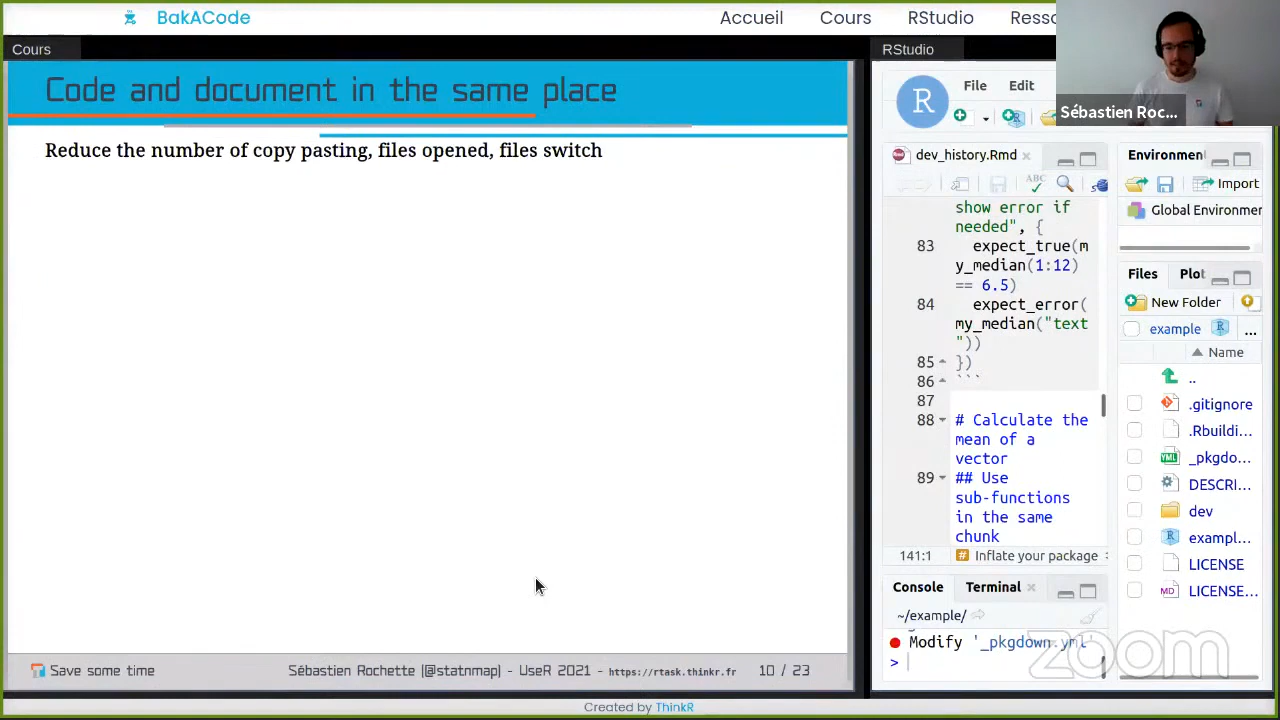 BakACode
Accueil
Cours
RStudio
Resso
Cours
RStudio
Code and document in the same place
Reduce the number of copy pasting, files opened, files switch
Save some time
Sébastien Rochette (@statnmap) - UseR 2021 - https://rtask.thinkr.fr
10 / 23
R
File
Edit
Sébastien Roc...
dev_history.Rmd
ABC
show error if
needed", {
83 expect_true(m
y_median(1:12)
== 6.5)
84 expect_error(
my_median("text
"))
85 })
86 ```
87
88 # Calculate the
mean of a
vector
89 ## Use
sub-functions
in the same
chunk
141:1 # Inflate your package
Console
Terminal
~/example/
Modify '_pkgdown.yml'
>
Environmen
Import
Global Environmer
Files
Plot
New Folder
example
...
Name
..
.gitignore
.Rbuildi...
YML _pkgdo...
DESCRI...
dev
exampl...
LICENSE
MD LICENSE...
zoom
Created by ThinkR